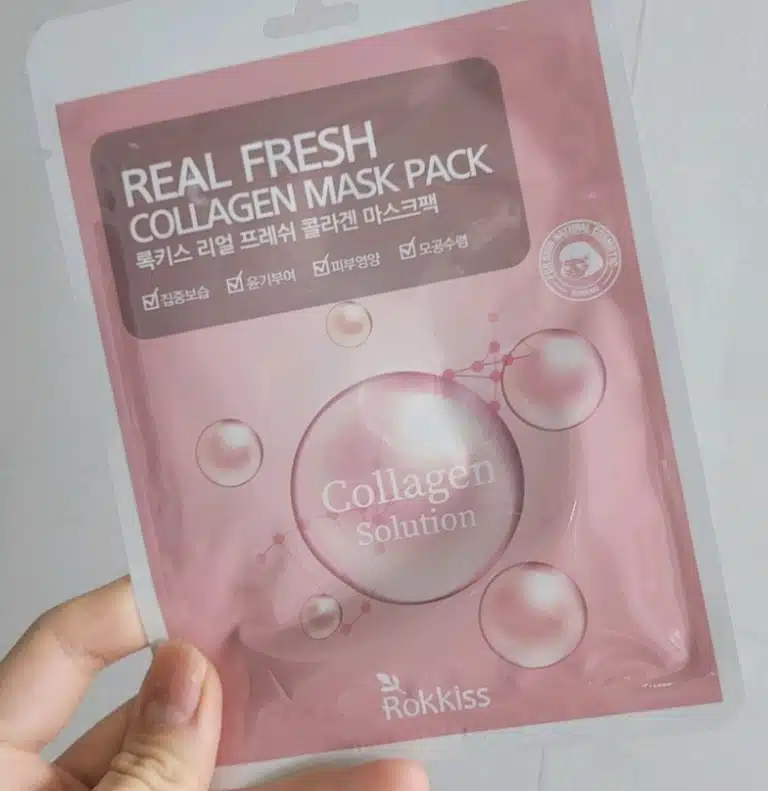 REAL FRESH
COLLAGEN MASK PACK
록키스 리얼 프레쉬 콜라겐 마스크팩
집중보습 윤기부여 피부영양 모공수렴
Collagen
Solution
Rokkiss